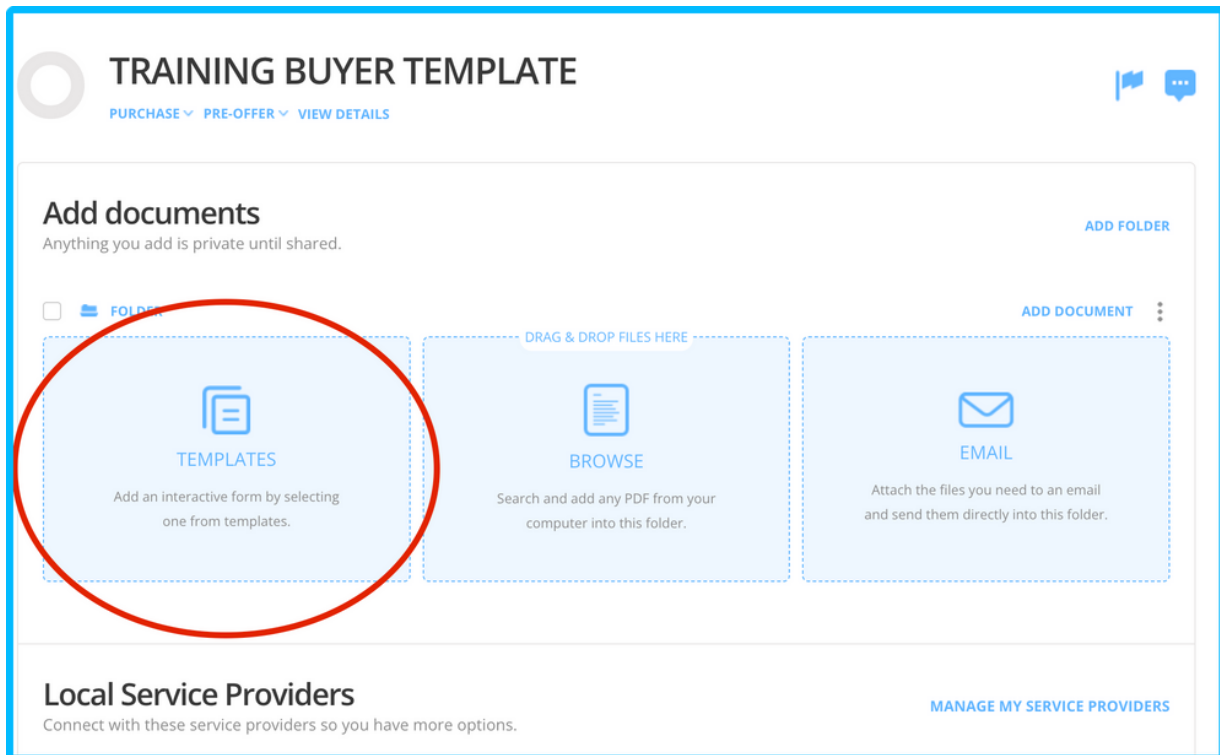 TRAINING BUYER TEMPLATE
PURCHASE PRE-OFFER VIEW DETAILS
Add documents
Anything you add is private until shared.
ADD FOLDER
FOLDER
ADD DOCUMENT
DRAG & DROP FILES HERE
TEMPLATES
Add an interactive form by selecting
one from templates.
BROWSE
Search and add any PDF from your
computer into this folder.
EMAIL
Attach the files you need to an email
and send them directly into this folder.
Local Service Providers
Connect with these service providers so you have more options.
MANAGE MY SERVICE PROVIDERS